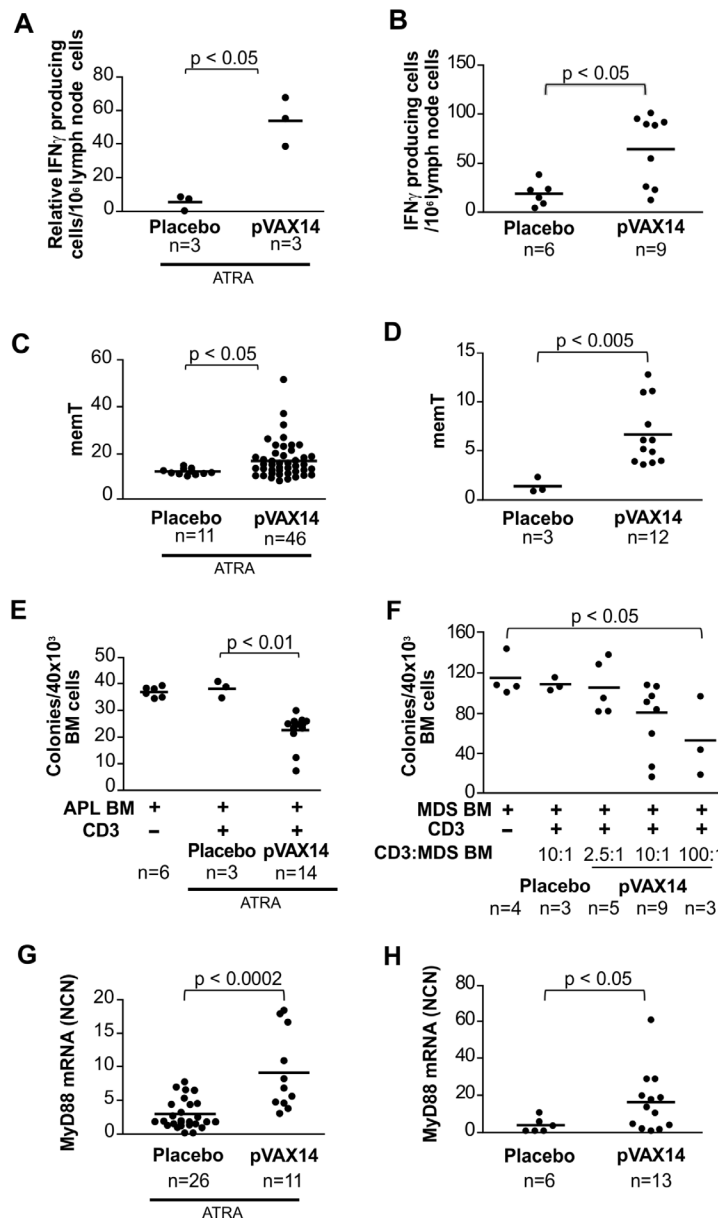 A
Relative IFNγ producing
cells/10⁶ lymph node cells
p < 0.05
80
60
40
20
0
Placebo pVAX14
n=3 n=3
ATRA
B
IFNγ producing cells
/10⁶ lymph node cells
p < 0.05
150
100
50
0
Placebo pVAX14
n=6 n=9
C
memT
p < 0.05
60
40
20
0
Placebo pVAX14
n=11 n=46
ATRA
D
memT
p < 0.005
15
10
5
0
Placebo pVAX14
n=3 n=12
E
Colonies/40x10³
BM cells
p < 0.01
50
40
30
20
10
0
APL BM + + +
CD3 – + +
Placebo pVAX14
n=6 n=3 n=14
ATRA
F
Colonies/40x10³
BM cells
p < 0.05
160
120
80
40
0
MDS BM + + + + +
CD3 – + + + +
CD3:MDS BM 10:1 2.5:1 10:1 100:1
Placebo pVAX14
n=4 n=3 n=5 n=9 n=3
G
MyD88 mRNA (NCN)
p < 0.0002
20
15
10
5
0
Placebo pVAX14
n=26 n=11
ATRA
H
MyD88 mRNA (NCN)
p < 0.05
80
60
40
20
0
Placebo pVAX14
n=6 n=13